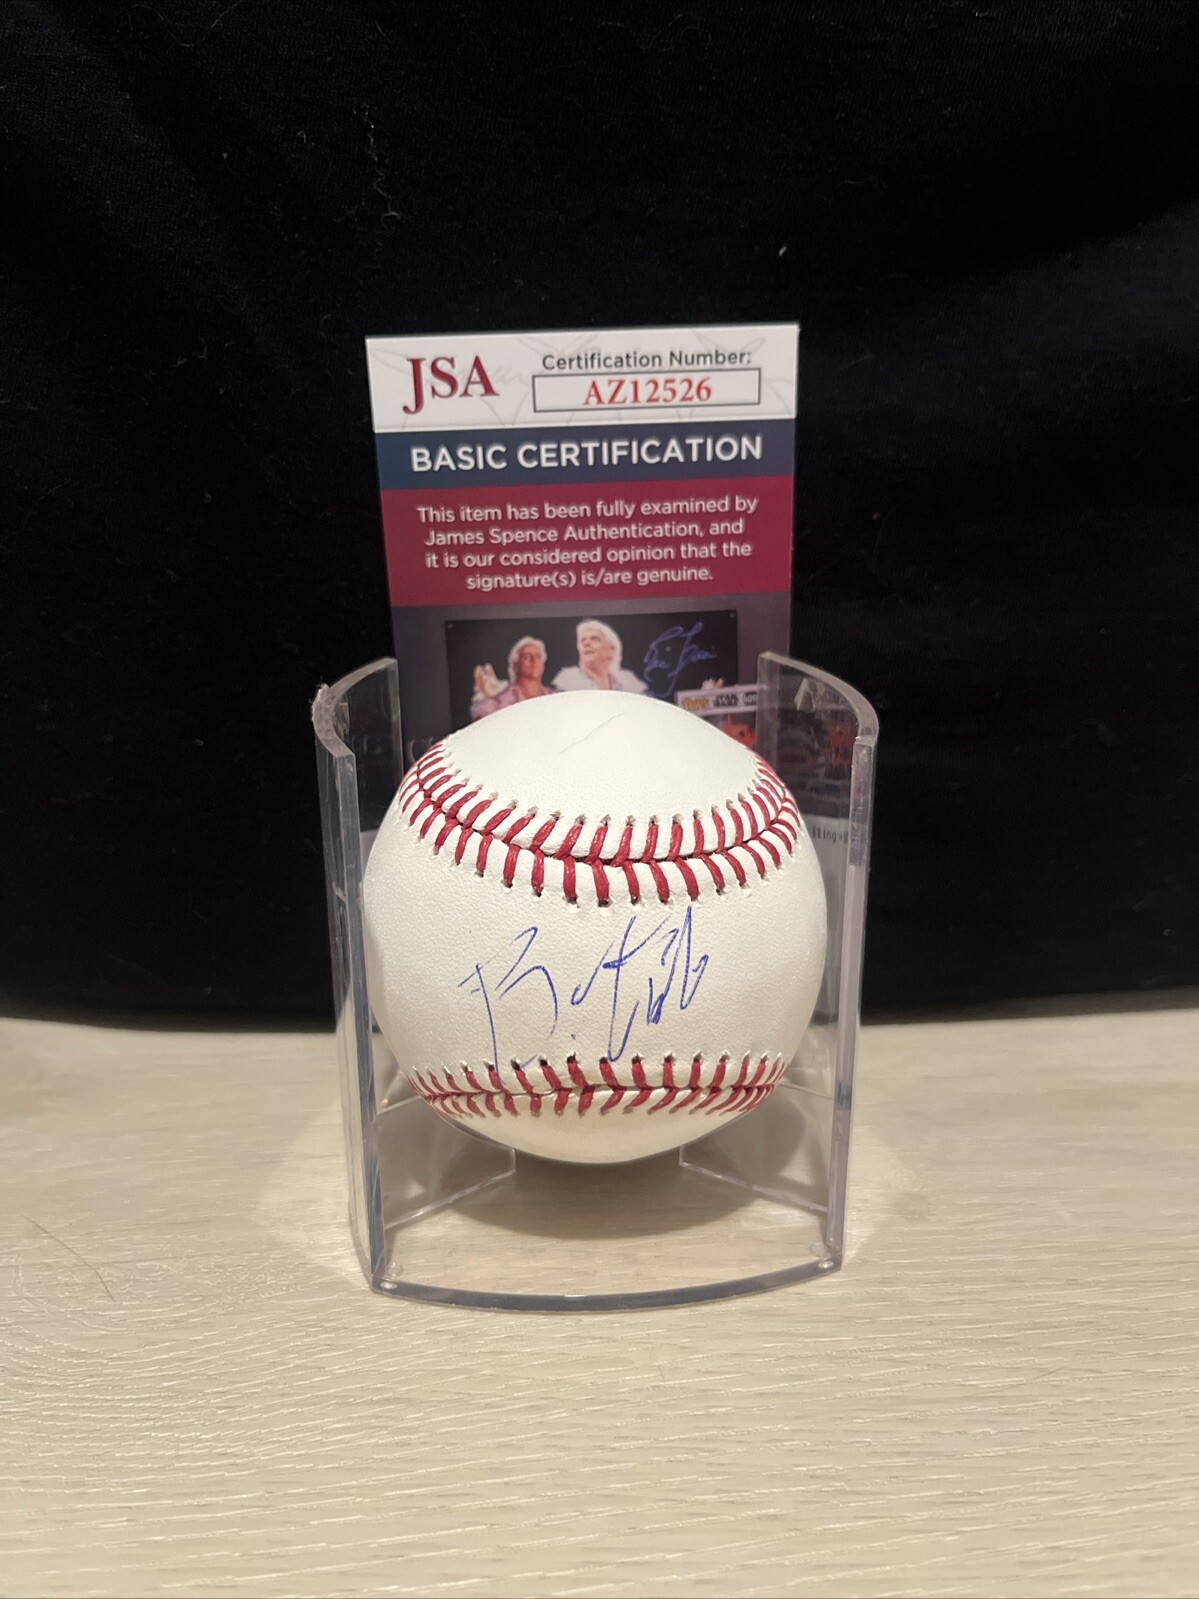 JSA
Certification Number:
AZ12526
BASIC CERTIFICATION
This item has been fully examined by
James Spence Authentication, and
it is our considered opinion that the
signature(s) is/are genuine.